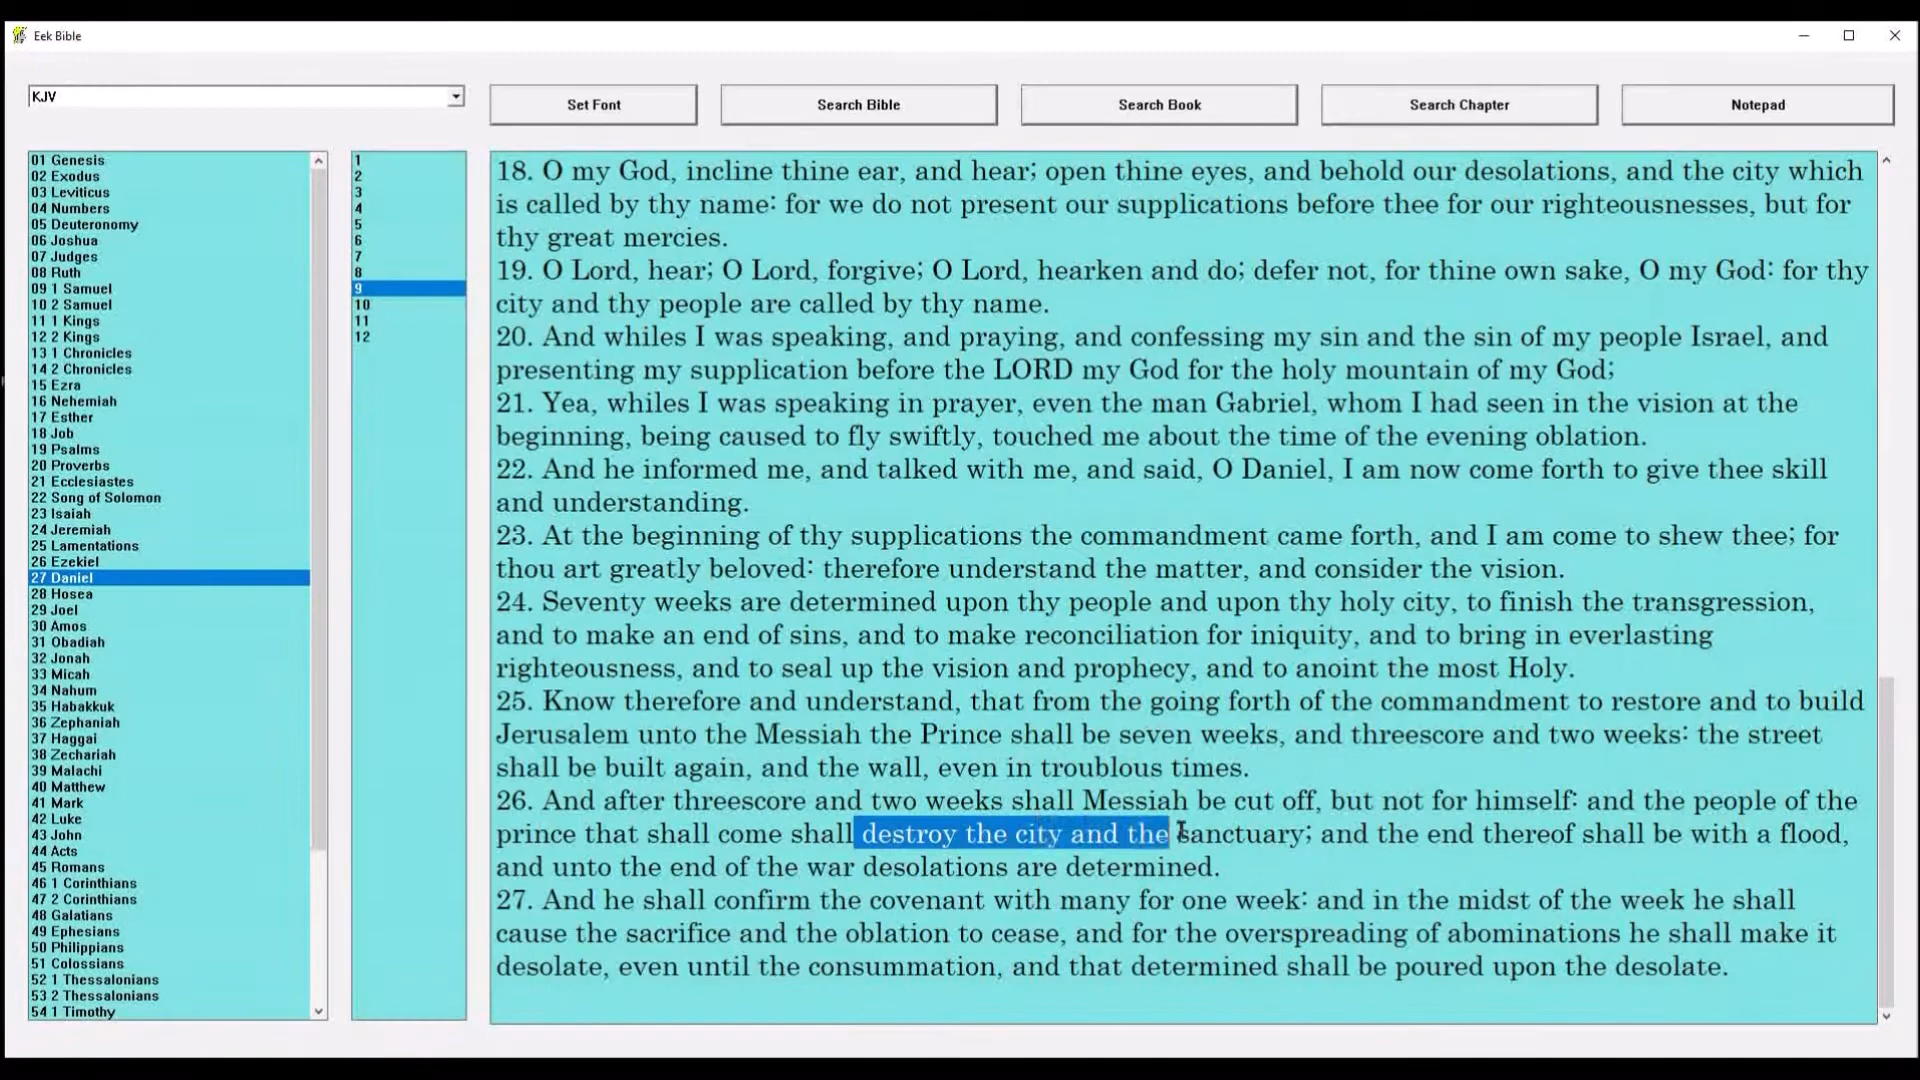 Eek Bible
KJV
Set Font
Search Bible
Search Book
Search Chapter
Notepad
01 Genesis
02 Exodus
03 Leviticus
04 Numbers
05 Deuteronomy
06 Joshua
07 Judges
08 Ruth
09 1 Samuel
10 2 Samuel
11 1 Kings
12 2 Kings
13 1 Chronicles
14 2 Chronicles
15 Ezra
16 Nehemiah
17 Esther
18 Job
19 Psalms
20 Proverbs
21 Ecclesiastes
22 Song of Solomon
23 Isaiah
24 Jeremiah
25 Lamentations
26 Ezekiel
27 Daniel
28 Hosea
29 Joel
30 Amos
31 Obadiah
32 Jonah
33 Micah
34 Nahum
35 Habakkuk
36 Zephaniah
37 Haggai
38 Zechariah
39 Malachi
40 Matthew
41 Mark
42 Luke
43 John
44 Acts
45 Romans
46 1 Corinthians
47 2 Corinthians
48 Galatians
49 Ephesians
50 Philippians
51 Colossians
52 1 Thessalonians
53 2 Thessalonians
54 1 Timothy
1
2
3
4
5
6
7
8
9
10
11
12
18. O my God, incline thine ear, and hear; open thine eyes, and behold our desolations, and the city which
is called by thy name: for we do not present our supplications before thee for our righteousnesses, but for
thy great mercies.
19. O Lord, hear; O Lord, forgive; O Lord, hearken and do; defer not, for thine own sake, O my God: for thy
city and thy people are called by thy name.
20. And whiles I was speaking, and praying, and confessing my sin and the sin of my people Israel, and
presenting my supplication before the LORD my God for the holy mountain of my God;
21. Yea, whiles I was speaking in prayer, even the man Gabriel, whom I had seen in the vision at the
beginning, being caused to fly swiftly, touched me about the time of the evening oblation.
22. And he informed me, and talked with me, and said, O Daniel, I am now come forth to give thee skill
and understanding.
23. At the beginning of thy supplications the commandment came forth, and I am come to shew thee; for
thou art greatly beloved: therefore understand the matter, and consider the vision.
24. Seventy weeks are determined upon thy people and upon thy holy city, to finish the transgression,
and to make an end of sins, and to make reconciliation for iniquity, and to bring in everlasting
righteousness, and to seal up the vision and prophecy, and to anoint the most Holy.
25. Know therefore and understand, that from the going forth of the commandment to restore and to build
Jerusalem unto the Messiah the Prince shall be seven weeks, and threescore and two weeks: the street
shall be built again, and the wall, even in troublous times.
26. And after threescore and two weeks shall Messiah be cut off, but not for himself: and the people of the
prince that shall come shall destroy the city and the sanctuary; and the end thereof shall be with a flood,
and unto the end of the war desolations are determined.
27. And he shall confirm the covenant with many for one week: and in the midst of the week he shall
cause the sacrifice and the oblation to cease, and for the overspreading of abominations he shall make it
desolate, even until the consummation, and that determined shall be poured upon the desolate.